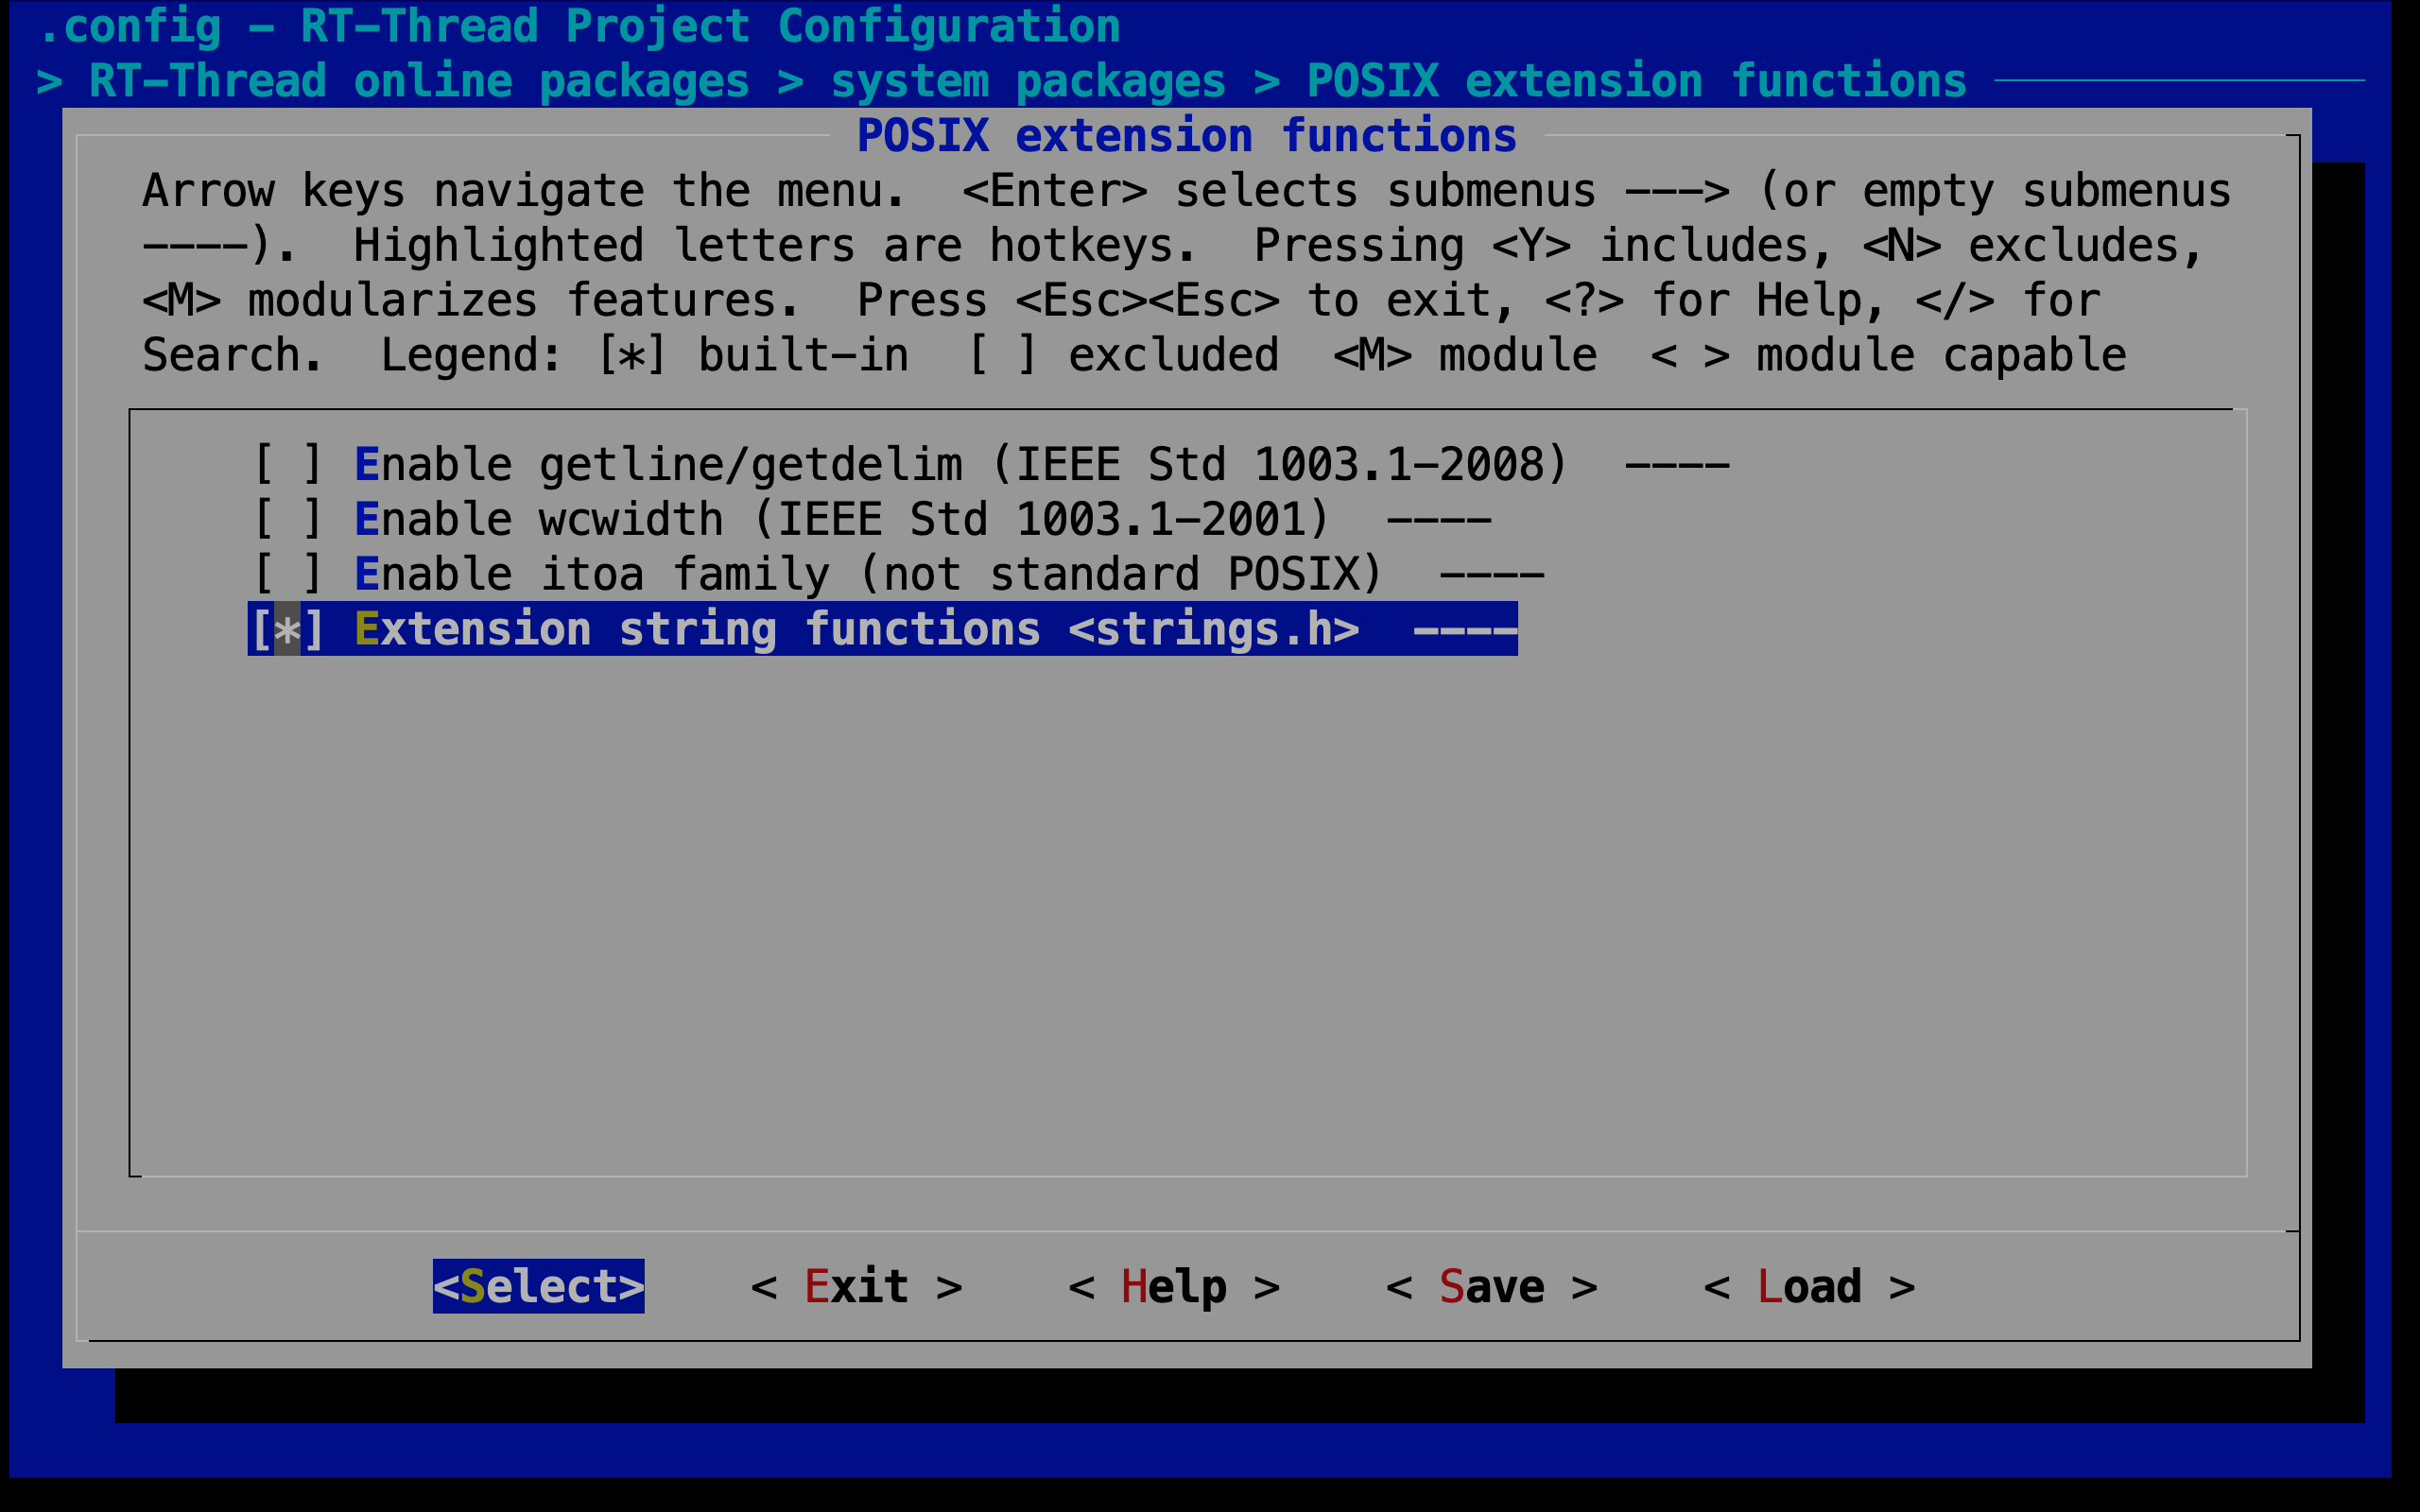 .config - RT-Thread Project Configuration
> RT-Thread online packages > system packages > POSIX extension functions
POSIX extension functions
Arrow keys navigate the menu.  <Enter> selects submenus ---> (or empty submenus
----).  Highlighted letters are hotkeys.  Pressing <Y> includes, <N> excludes,
<M> modularizes features.  Press <Esc><Esc> to exit, <?> for Help, </> for
Search.  Legend: [*] built-in  [ ] excluded  <M> module  < > module capable
[ ] Enable getline/getdelim (IEEE Std 1003.1-2008)  ----
[ ] Enable wcwidth (IEEE Std 1003.1-2001)  ----
[ ] Enable itoa family (not standard POSIX)  ----
[*] Extension string functions <strings.h>  ----
<Select>    < Exit >    < Help >    < Save >    < Load >